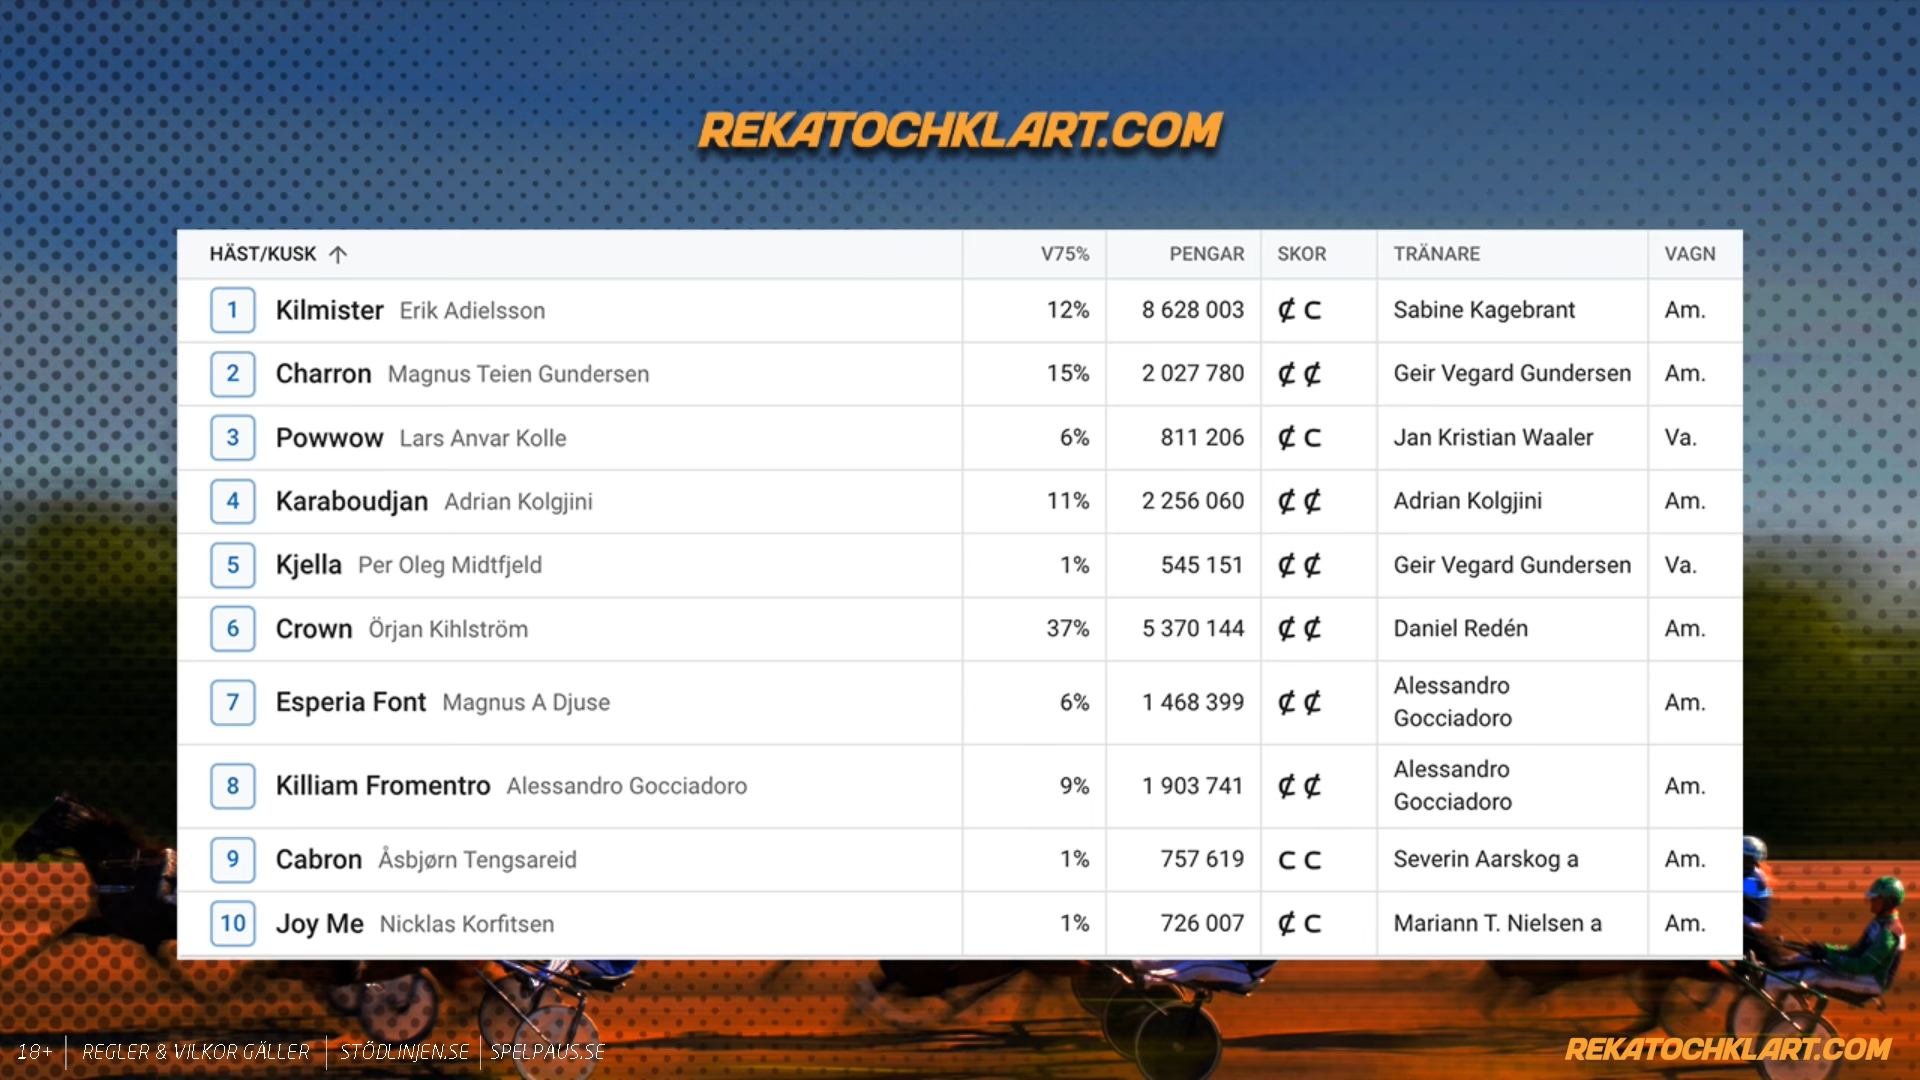 REKATOCHKLART.COM
HÄST/KUSK ↑ V75% PENGAR SKOR TRÄNARE VAGN
1 Kilmister Erik Adielsson 12% 8 628 003 ₵ C Sabine Kagebrant Am.
2 Charron Magnus Teien Gundersen 15% 2 027 780 ₵ ₵ Geir Vegard Gundersen Am.
3 Powwow Lars Anvar Kolle 6% 811 206 ₵ C Jan Kristian Waaler Va.
4 Karaboudjan Adrian Kolgjini 11% 2 256 060 ₵ ₵ Adrian Kolgjini Am.
5 Kjella Per Oleg Midtfjeld 1% 545 151 ₵ ₵ Geir Vegard Gundersen Va.
6 Crown Örjan Kihlström 37% 5 370 144 ₵ ₵ Daniel Redén Am.
7 Esperia Font Magnus A Djuse 6% 1 468 399 ₵ ₵ Alessandro Gocciadoro Am.
8 Killiam Fromentro Alessandro Gocciadoro 9% 1 903 741 ₵ ₵ Alessandro Gocciadoro Am.
9 Cabron Åsbjørn Tengsareid 1% 757 619 C C Severin Aarskog a Am.
10 Joy Me Nicklas Korfitsen 1% 726 007 ₵ C Mariann T. Nielsen a Am.
18+ | REGLER & VILKOR GÄLLER | STÖDLINJEN.SE | SPELPAUS.SE
REKATOCHKLART.COM